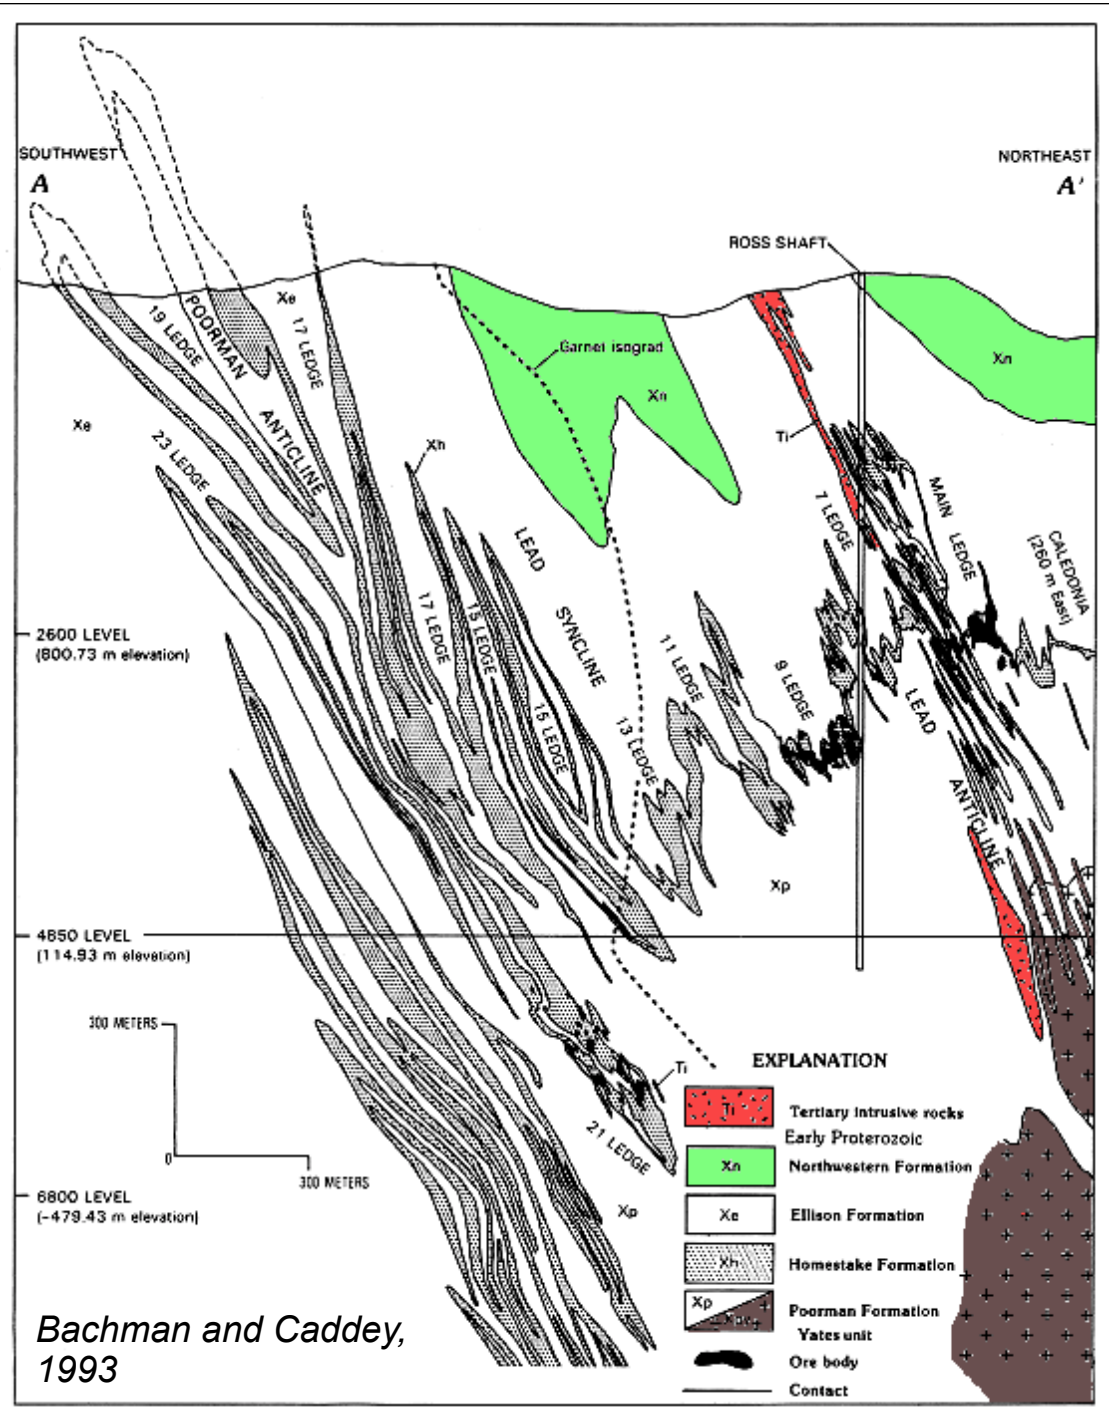 SOUTHWEST
A
NORTHEAST
A'
ROSS SHAFT
Xe
POORMAN
ANTICLINE
19 LEDGE
17 LEDGE
Garnet isograd
Xn
Xn
Xe
23 LEDGE
Xh
Ti
7 LEDGE
MAIN
LEDGE
CALEDONIA
(260 m East)
LEAD
SYNCLINE
17 LEDGE
15 LEDGE
15 LEDGE
13 LEDGE
11 LEDGE
9 LEDGE
LEAD
ANTICLINE
2600 LEVEL
(800.73 m elevation)
Xp
4850 LEVEL
(114.93 m elevation)
300 METERS
0
300 METERS
Ti
21 LEDGE
Xp
6800 LEVEL
(-479.43 m elevation)
EXPLANATION
Ti
Tertiary intrusive rocks
Early Proterozoic
Xn
Northwestern Formation
Xe
Ellison Formation
Xh
Homestake Formation
Xp
Poorman Formation
Yates unit
Ore body
Contact
Bachman and Caddey,
1993